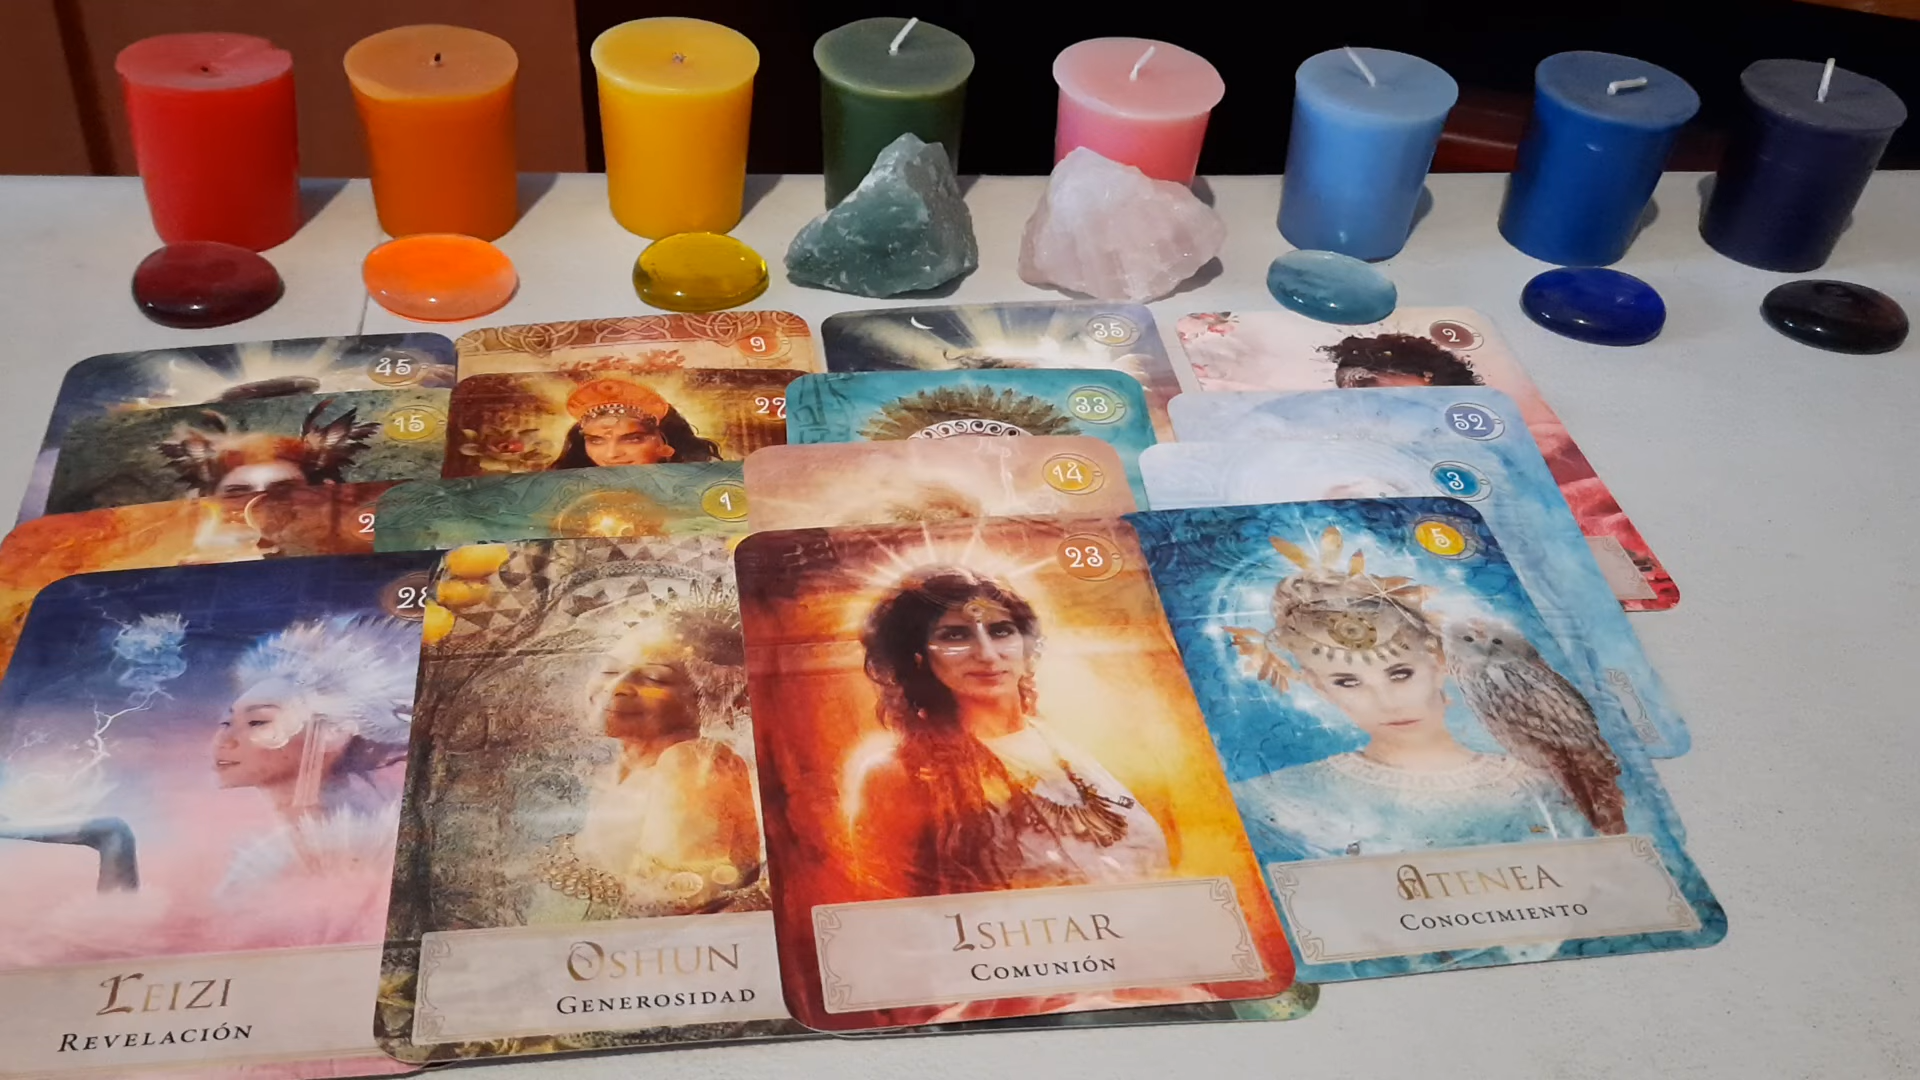 45
9
35
2
15
27
33
52
14
3
1
5
23
28
LEIZI
REVELACIÓN
OSHUN
GENEROSIDAD
ISHTAR
COMUNIÓN
ATENEA
CONOCIMIENTO